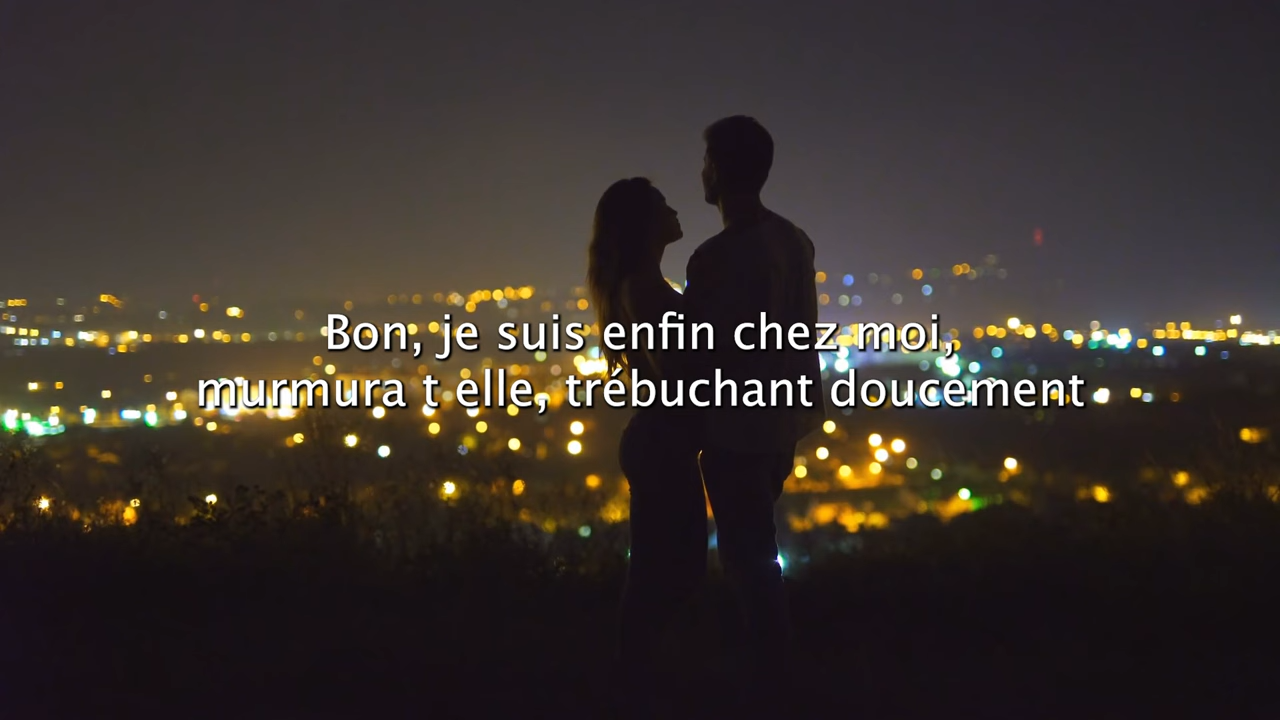 Bon, je suis enfin chez moi,
murmura t elle, trébuchant doucement